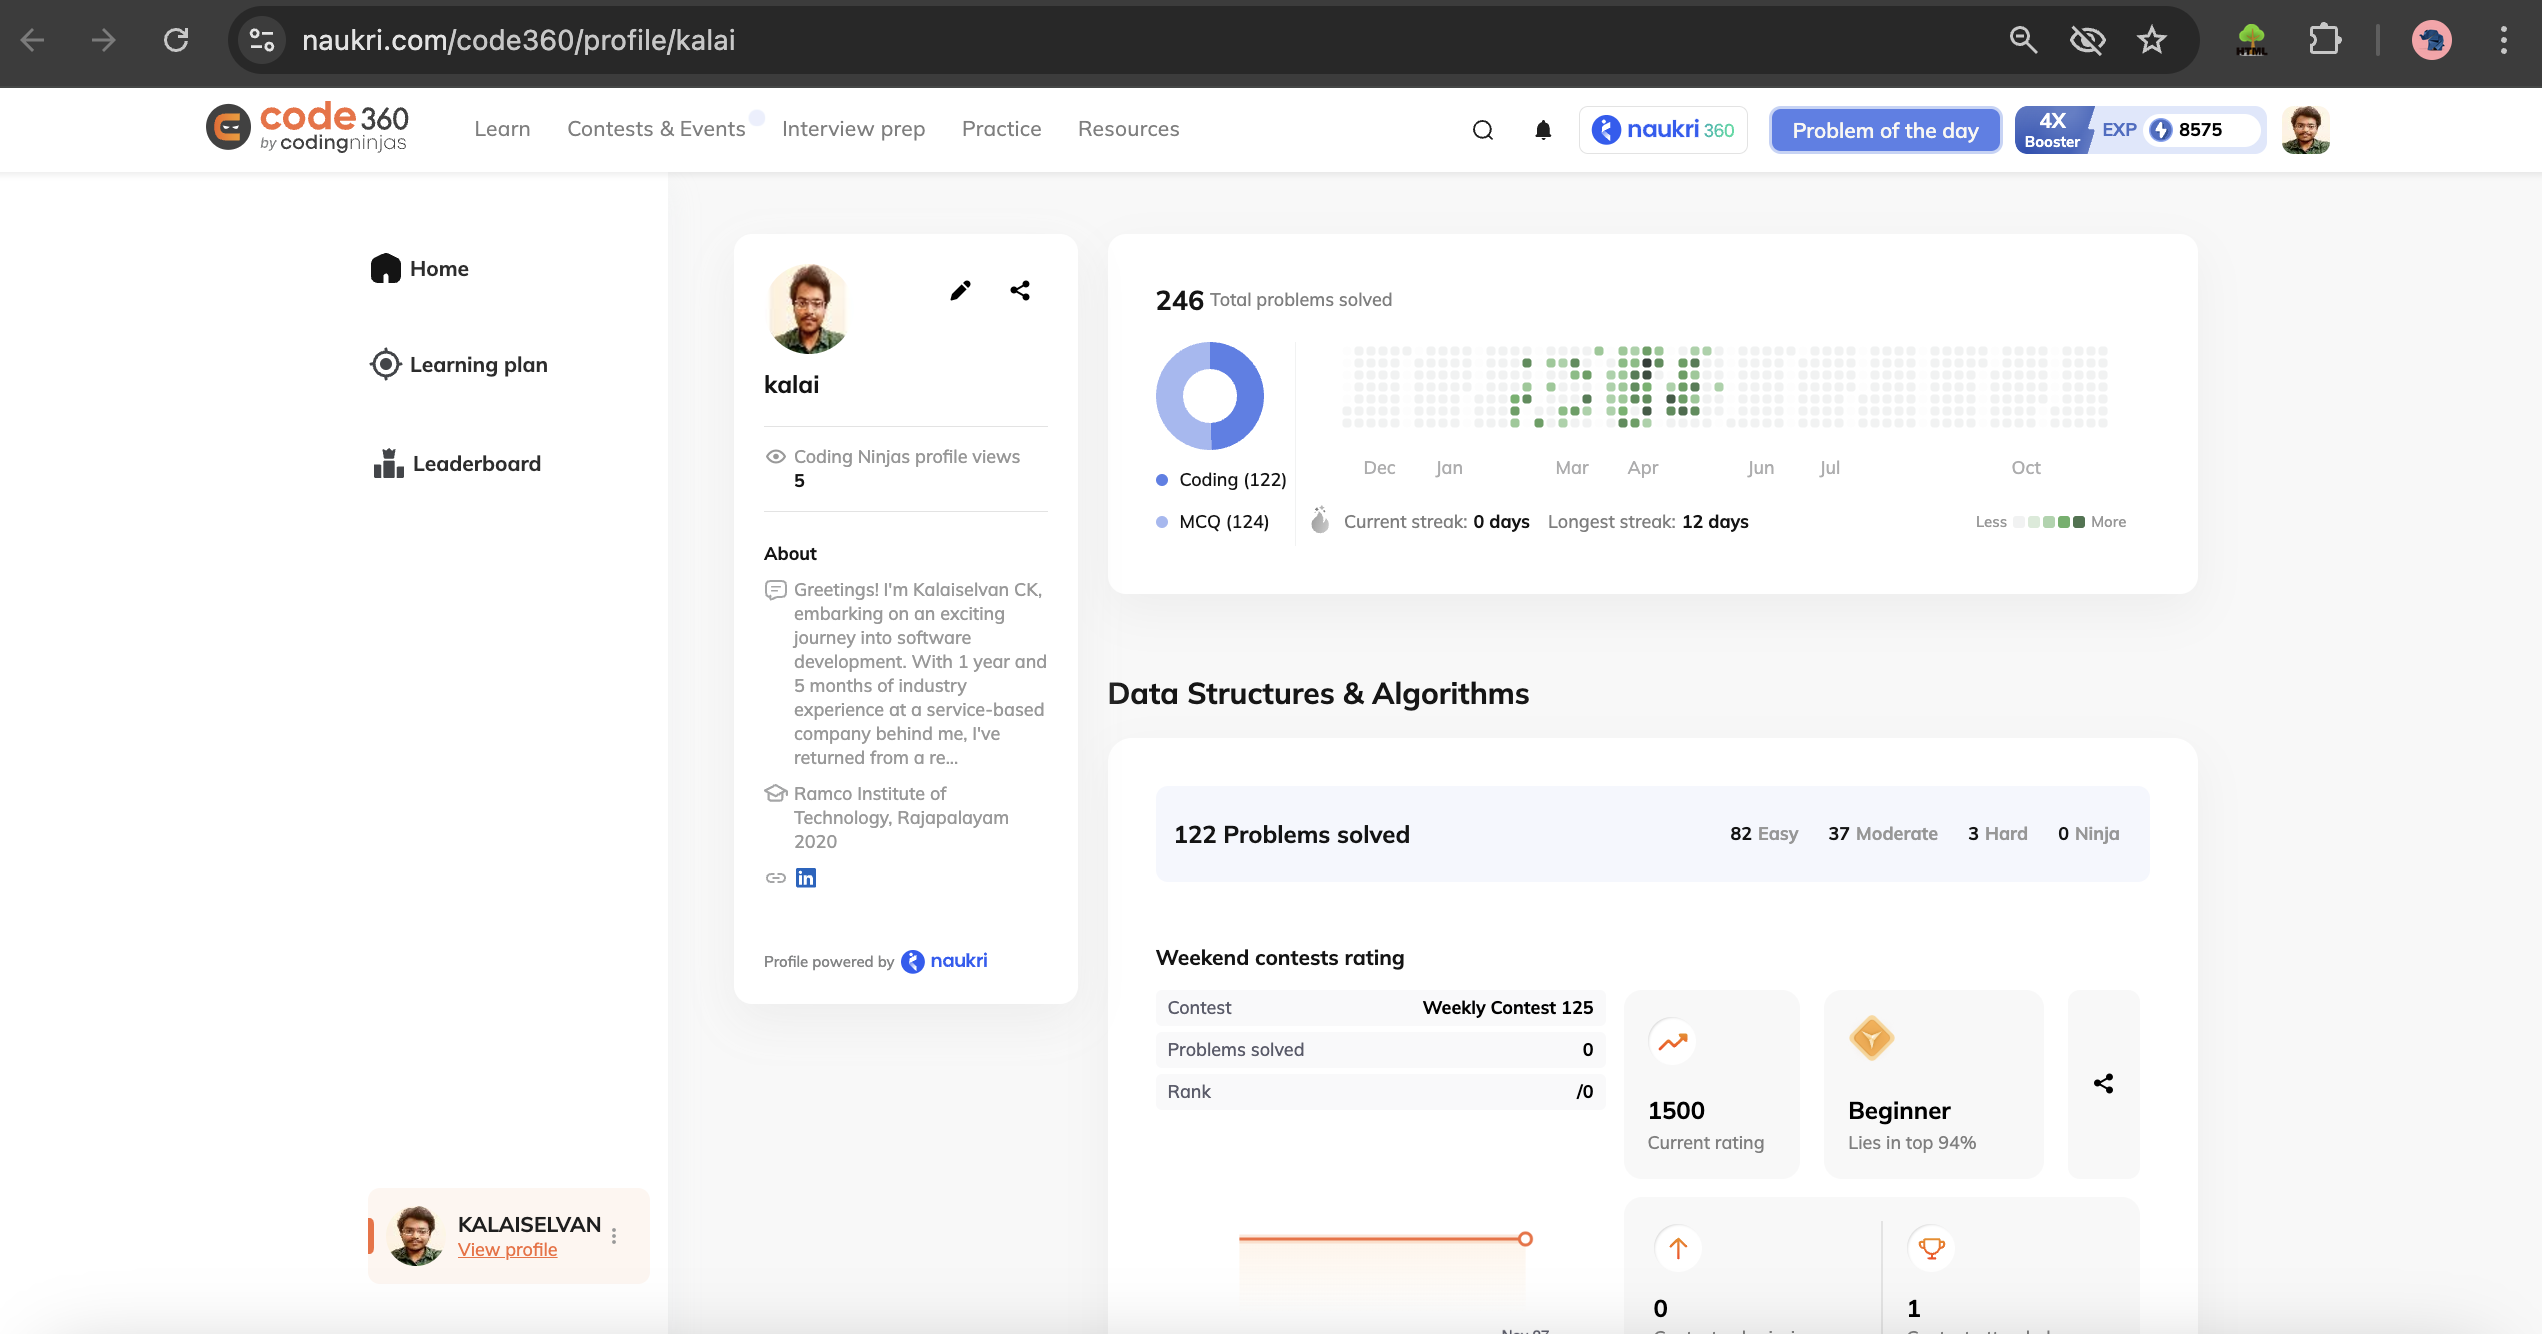 naukri.com/code360/profile/kalai
HTML
code 360
by codingninjas
Learn
Contests & Events
Interview prep
Practice
Resources
naukri 360
Problem of the day
4X
Booster
EXP
8575
Home
Learning plan
Leaderboard
KALAISELVAN
View profile
kalai
Coding Ninjas profile views
5
About
Greetings! I'm Kalaiselvan CK,
embarking on an exciting
journey into software
development. With 1 year and
5 months of industry
experience at a service-based
company behind me, I've
returned from a re...
Ramco Institute of
Technology, Rajapalayam
2020
in
Profile powered by naukri
246 Total problems solved
Coding (122)
MCQ (124)
Dec
Jan
Mar
Apr
Jun
Jul
Oct
Current streak: 0 days
Longest streak: 12 days
Less
More
Data Structures & Algorithms
122 Problems solved
82 Easy
37 Moderate
3 Hard
0 Ninja
Weekend contests rating
Contest
Weekly Contest 125
Problems solved
0
Rank
/0
1500
Current rating
Beginner
Lies in top 94%
0
1